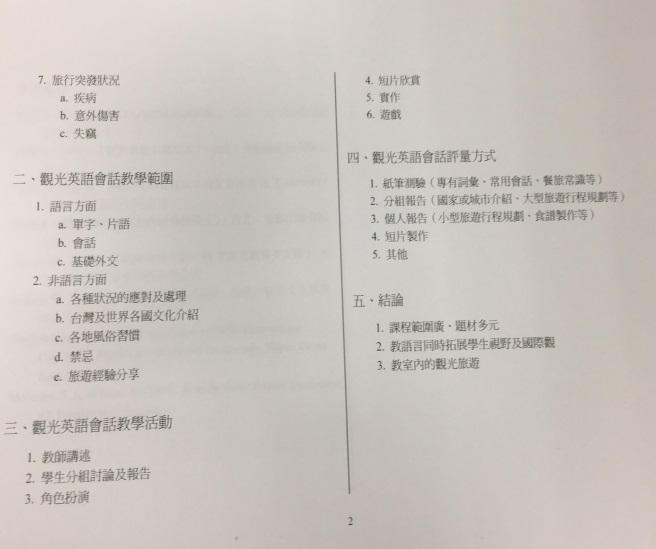 7. 旅行突發狀況
a. 疾病
b. 意外傷害
c. 失竊
二、觀光英語會話教學範圍
1. 語言方面
a. 單字、片語
b. 會話
c. 基礎外文
2. 非語言方面
a. 各種狀況的應對及處理
b. 台灣及世界各國文化介紹
c. 各地風俗習慣
d. 禁忌
e. 旅遊經驗分享
三、觀光英語會話教學活動
1. 教師講述
2. 學生分組討論及報告
3. 角色扮演
4. 短片欣賞
5. 實作
6. 遊戲
四、觀光英語會話評量方式
1. 紙筆測驗（專有詞彙、常用會話、餐旅常識等）
2. 分組報告（國家或城市介紹、大型旅遊行程規劃等）
3. 個人報告（小型旅遊行程規劃、食譜製作等）
4. 短片製作
5. 其他
五、結論
1. 課程範圍廣、題材多元
2. 教語言同時拓展學生視野及國際觀
3. 教室內的觀光旅遊
2